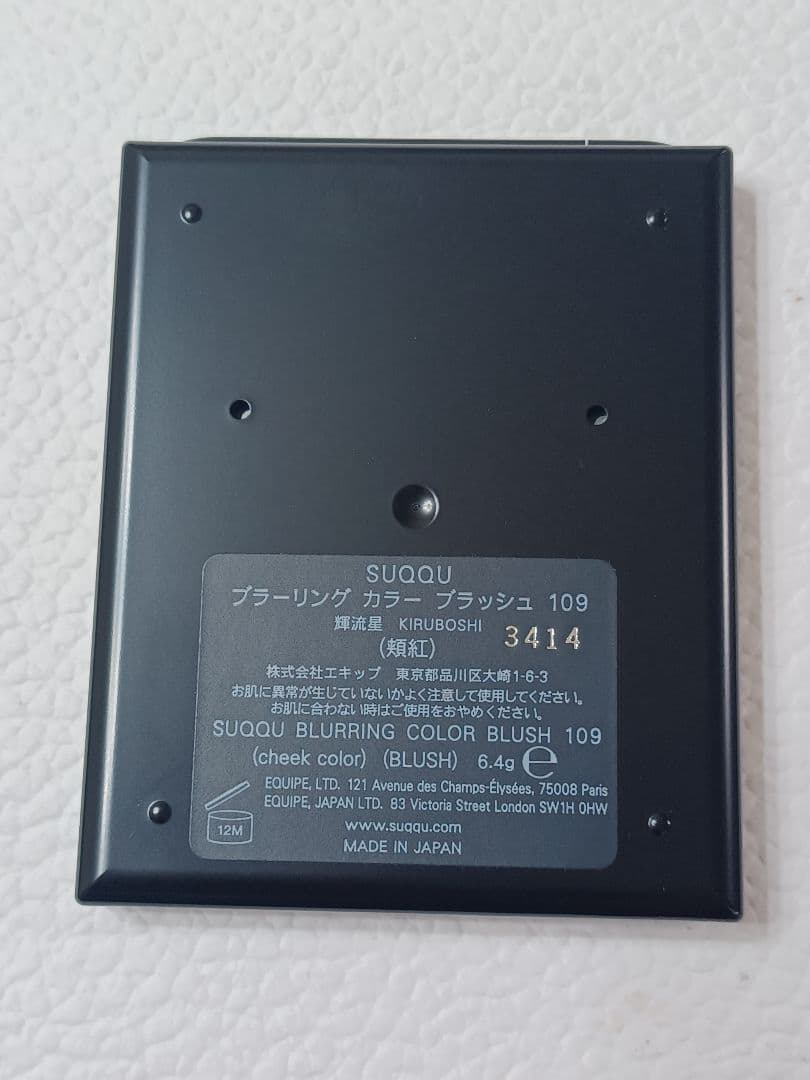 SUQQU
ブラーリング カラー ブラッシュ 109
輝流星 KIRUBOSHI 3414
(頬紅)
株式会社エキップ 東京都品川区大崎1-6-3
お肌に異常が生じていないかよく注意して使用してください。
お肌に合わない時はご使用をおやめください。
SUQQU BLURRING COLOR BLUSH 109
(cheek color) (BLUSH) 6.4g ℮
EQUIPE, LTD. 121 Avenue des Champs-Élysées, 75008 Paris
EQUIPE, JAPAN LTD. 83 Victoria Street London SW1H 0HW
12M
www.suqqu.com
MADE IN JAPAN